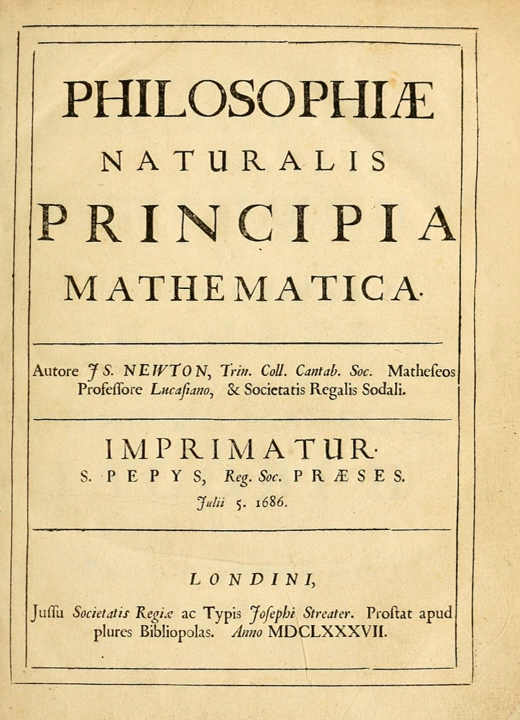 PHILOSOPHIÆ
NATURALIS
PRINCIPIA
MATHEMATICA.
Autore JS. NEWTON, Trin. Coll. Cantab. Soc. Matheſeos
Profeſſore Lucaſiano, & Societatis Regalis Sodali.
IMPRIMATUR.
S. PEPYS, Reg. Soc. PRÆSES.
Julii 5. 1686.
LONDINI,
Juſſu Societatis Regiæ ac Typis Joſephi Streater. Proſtat apud
plures Bibliopolas. Anno MDCLXXXVII.